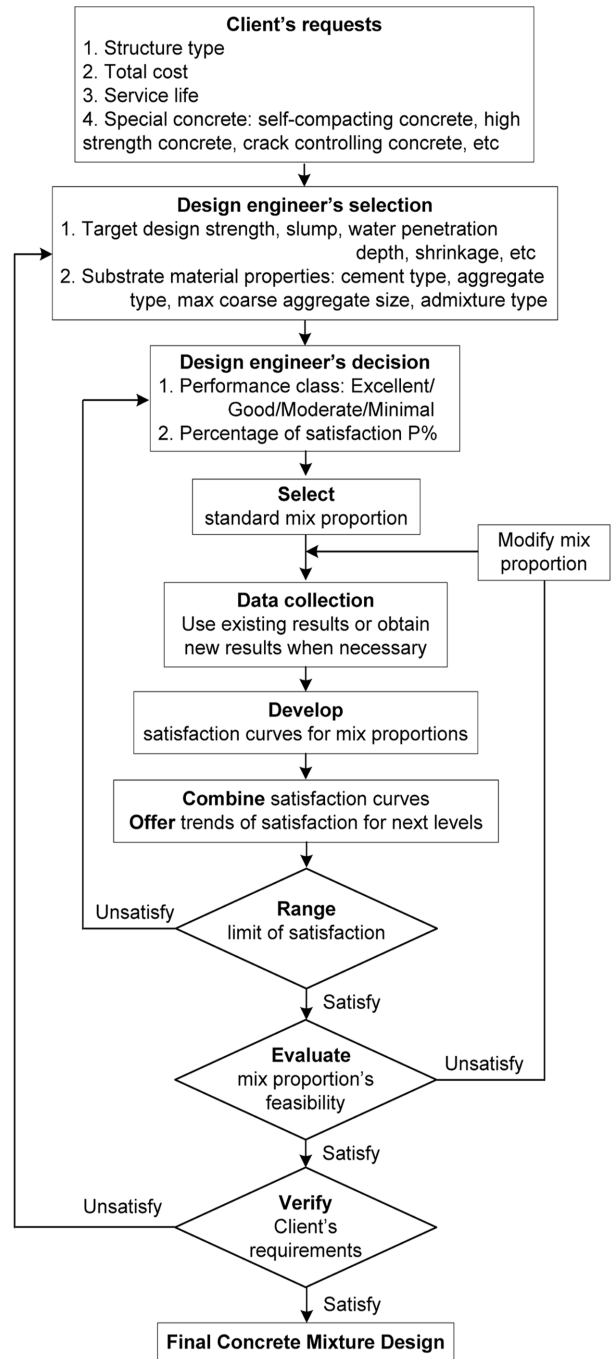 Client’s requests
1. Structure type
2. Total cost
3. Service life
4. Special concrete: self-compacting concrete, high
strength concrete, crack controlling concrete, etc
Design engineer’s selection
1. Target design strength, slump, water penetration
depth, shrinkage, etc
2. Substrate material properties: cement type, aggregate
type, max coarse aggregate size, admixture type
Design engineer’s decision
1. Performance class: Excellent/
Good/Moderate/Minimal
2. Percentage of satisfaction P%
Select
standard mix proportion
Modify mix
proportion
Data collection
Use existing results or obtain
new results when necessary
Develop
satisfaction curves for mix proportions
Combine satisfaction curves
Offer trends of satisfaction for next levels
Unsatisfy
Range
limit of satisfaction
Satisfy
Evaluate
mix proportion’s
feasibility
Unsatisfy
Satisfy
Unsatisfy
Verify
Client’s
requirements
Satisfy
Final Concrete Mixture Design